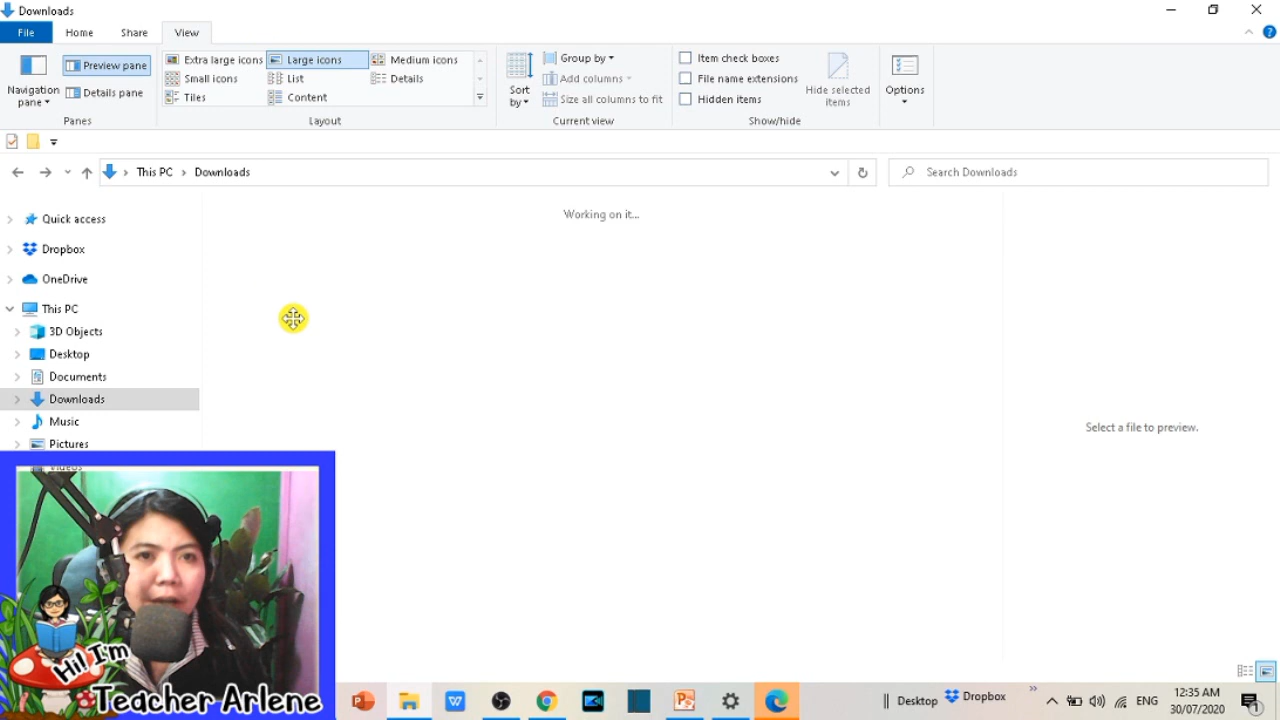 Downloads
File Home Share View
Navigation pane
Preview pane
Details pane
Panes
Extra large icons Large icons Medium icons
Small icons List Details
Tiles Content
Layout
Sort by
Group by
Add columns
Size all columns to fit
Current view
Item check boxes
File name extensions
Hidden items
Hide selected items
Show/hide
Options
This PC Downloads
Search Downloads
Working on it...
Quick access
Dropbox
OneDrive
This PC
3D Objects
Desktop
Documents
Downloads
Music
Pictures
Videos
Select a file to preview.
Hi! I'm
Teacher Arlene
Desktop Dropbox » ENG
12:35 AM
30/07/2020
1